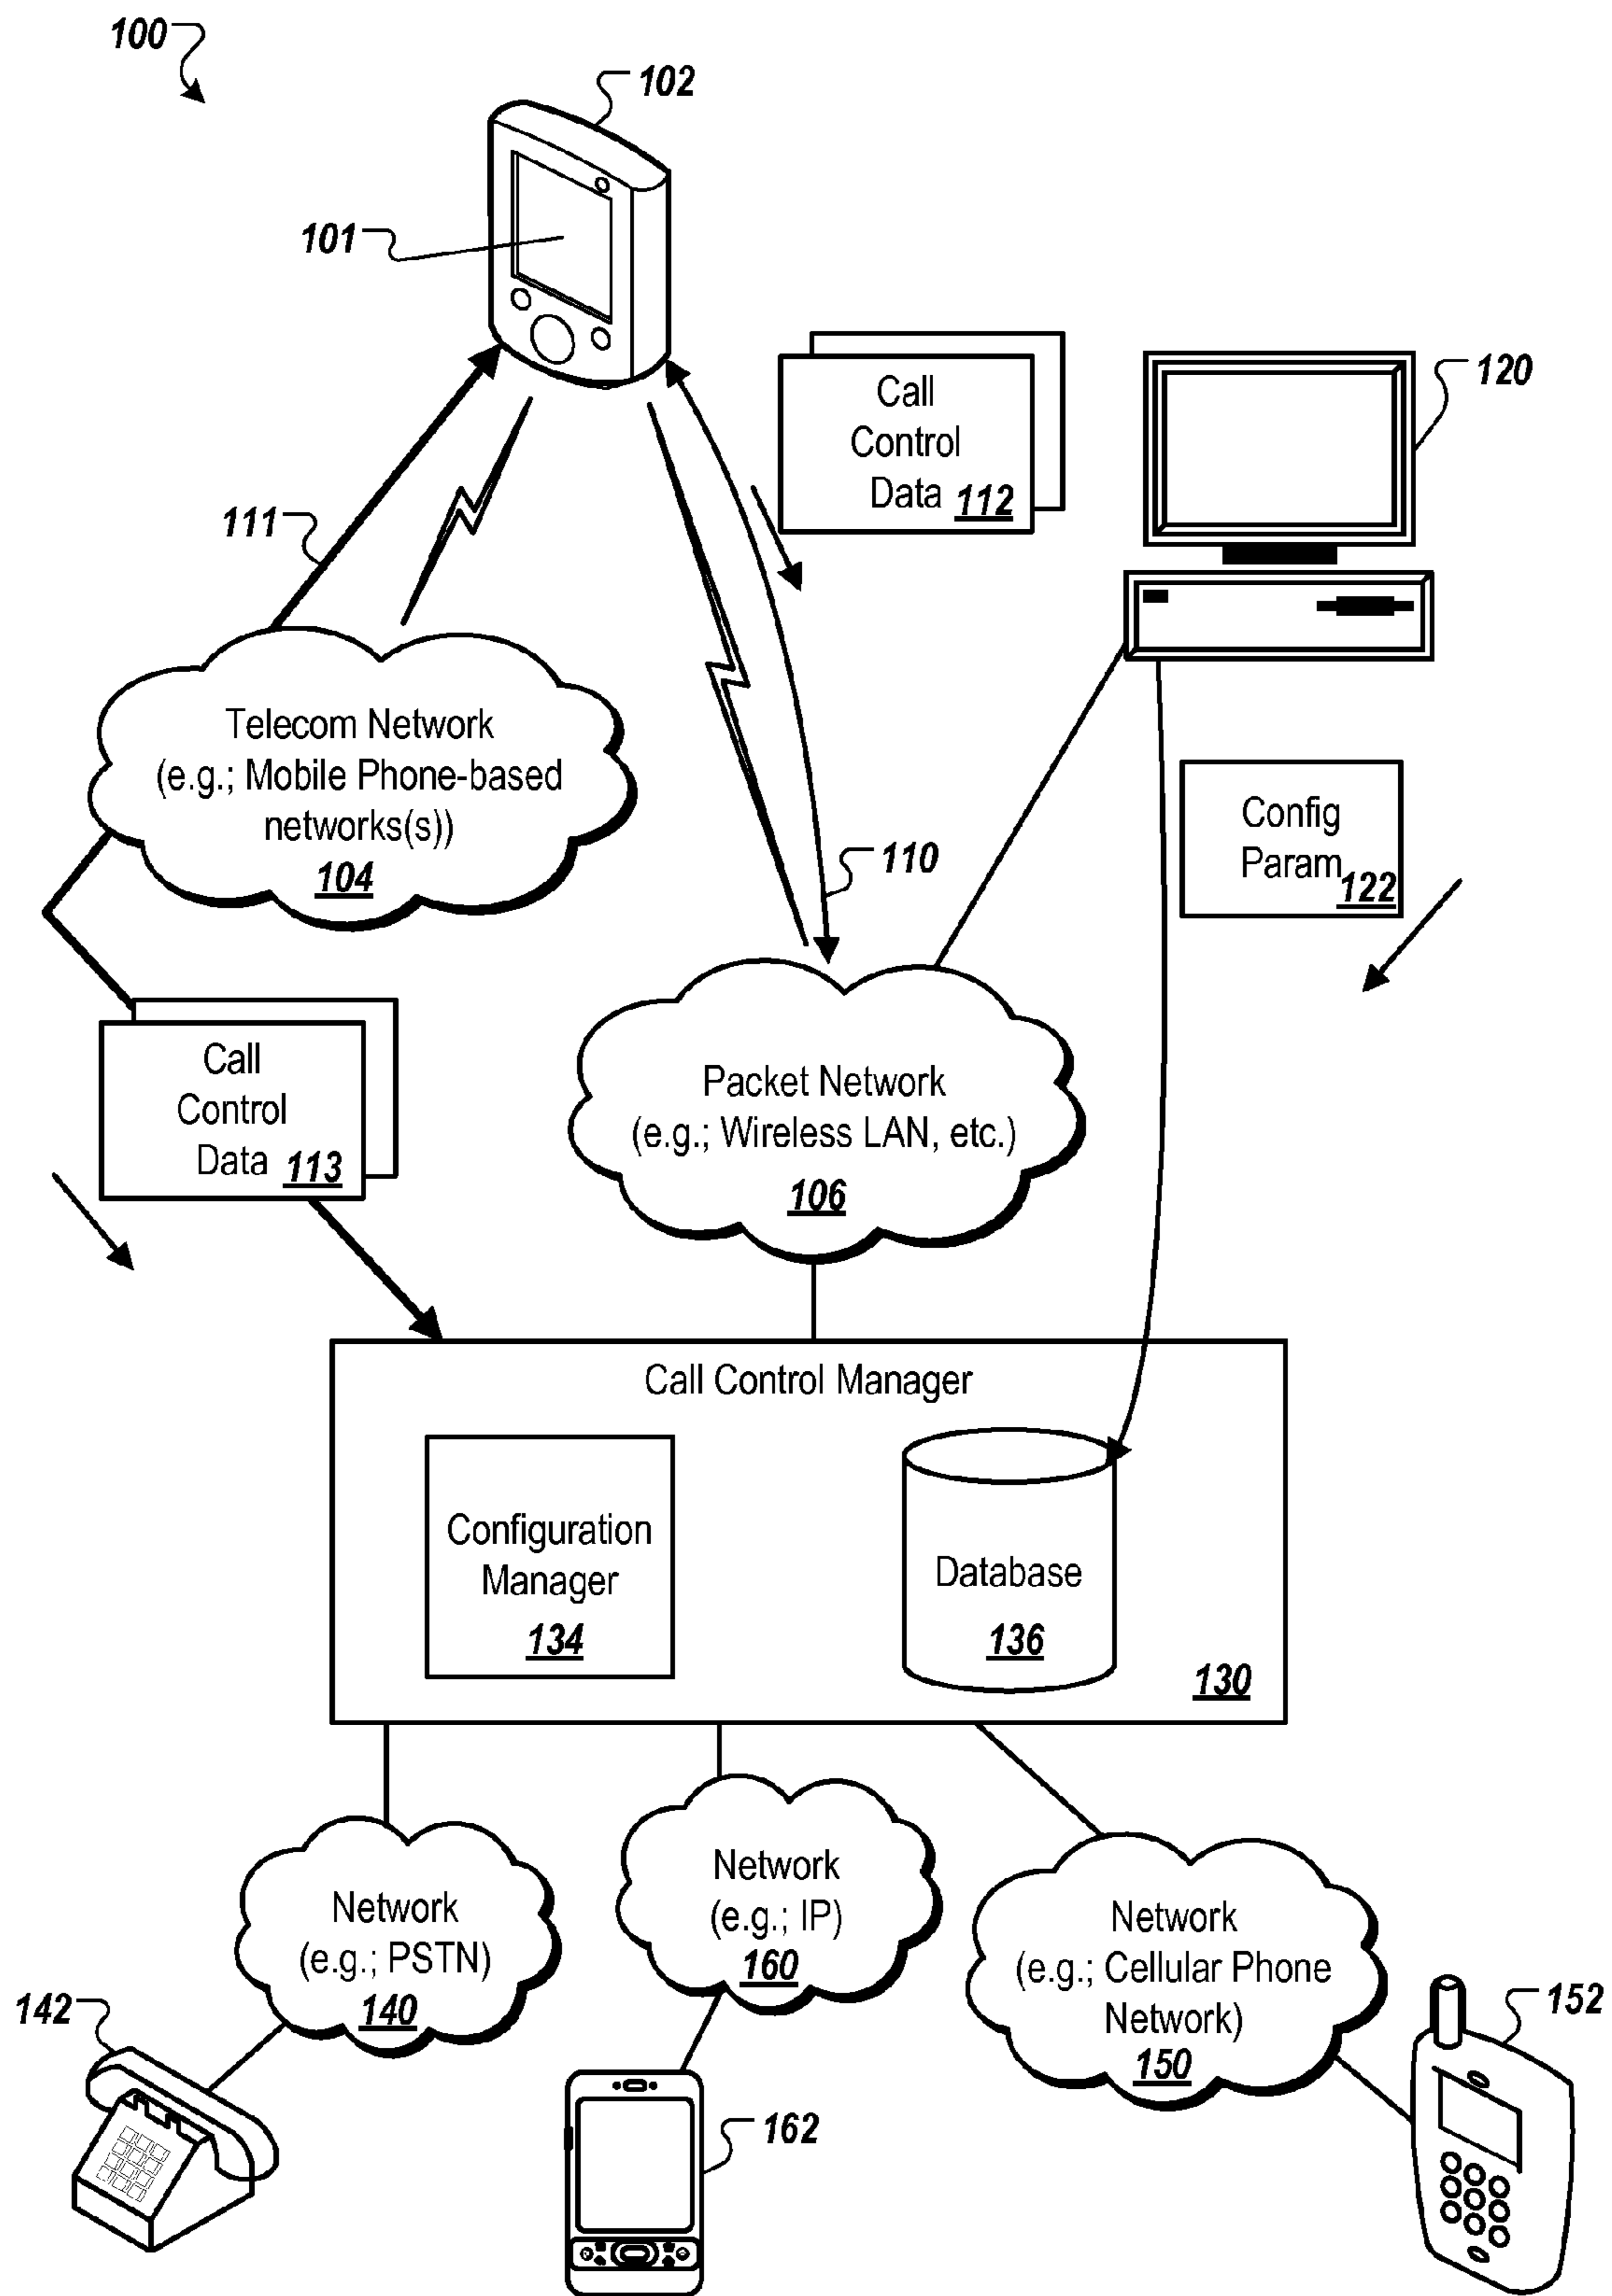 100
102
101
Call
Control
Data 112
120
111
Telecom Network
(e.g.; Mobile Phone-based
networks(s))
104
110
Config
Param
122
Call
Control
Data 113
Packet Network
(e.g.; Wireless LAN, etc.)
106
Call Control Manager
Configuration
Manager
134
Database
136
130
Network
(e.g.; PSTN)
140
Network
(e.g.; IP)
160
Network
(e.g.; Cellular Phone
Network)
150
142
162
152